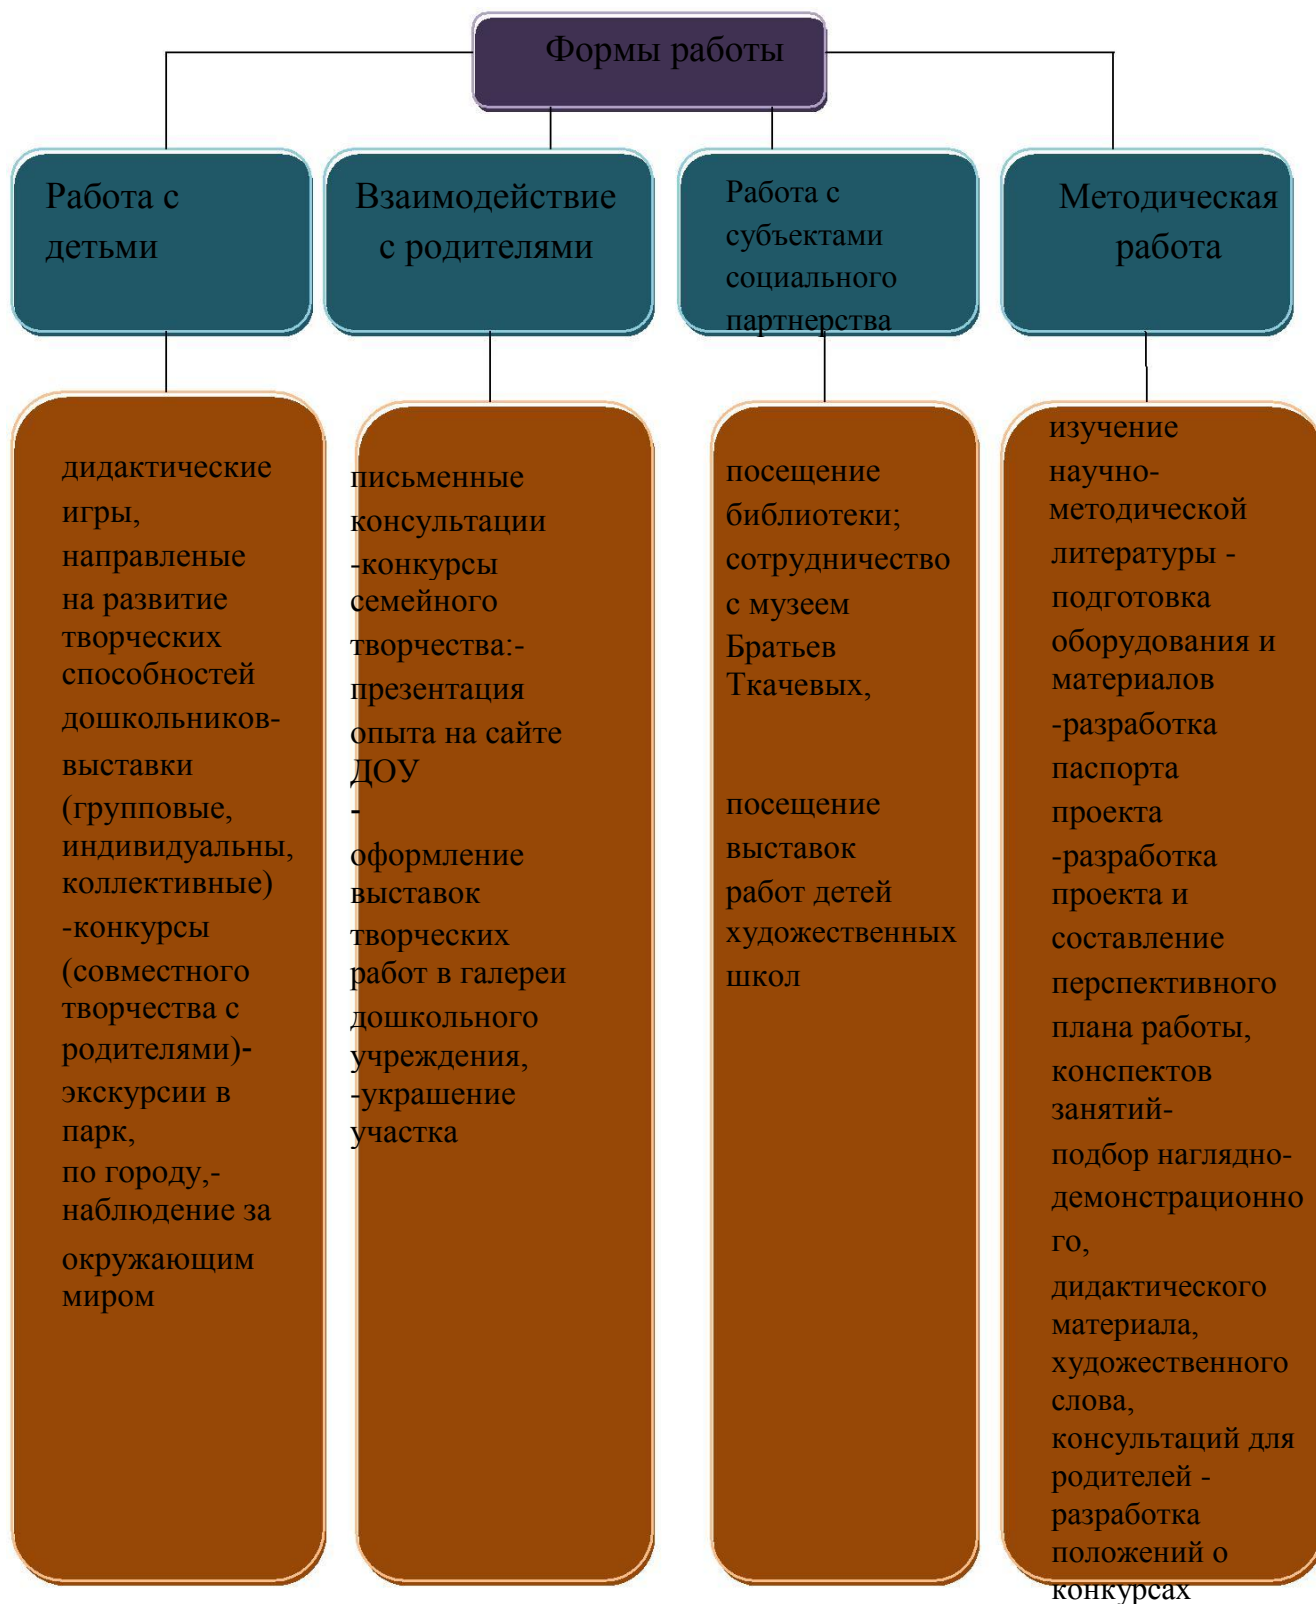 Формы работы
Работа с
детьми
Взаимодействие
с родителями
Работа с
субъектами
социального
партнерства
Методическая
работа
дидактические
игры,
направленые
на развитие
творческих
способностей
дошкольников-
выставки
(групповые,
индивидуальны,
коллективные)
-конкурсы
(совместного
творчества с
родителями)-
экскурсии в
парк,
по городу,-
наблюдение за
окружающим
миром
письменные
консультации
-конкурсы
семейного
творчества:-
презентация
опыта на сайте
ДОУ
-
оформление
выставок
творческих
работ в галереи
дошкольного
учреждения,
-украшение
участка
посещение
библиотеки;
сотрудничество
с музеем
Братьев
Ткачевых,
посещение
выставок
работ детей
художественных
школ
изучение
научно-
методической
литературы -
подготовка
оборудования и
материалов
-разработка
паспорта
проекта
-разработка
проекта и
составление
перспективного
плана работы,
конспектов
занятий-
подбор наглядно-
демонстрационно
го,
дидактического
материала,
художественного
слова,
консультаций для
родителей -
разработка
положений о
конкурсах